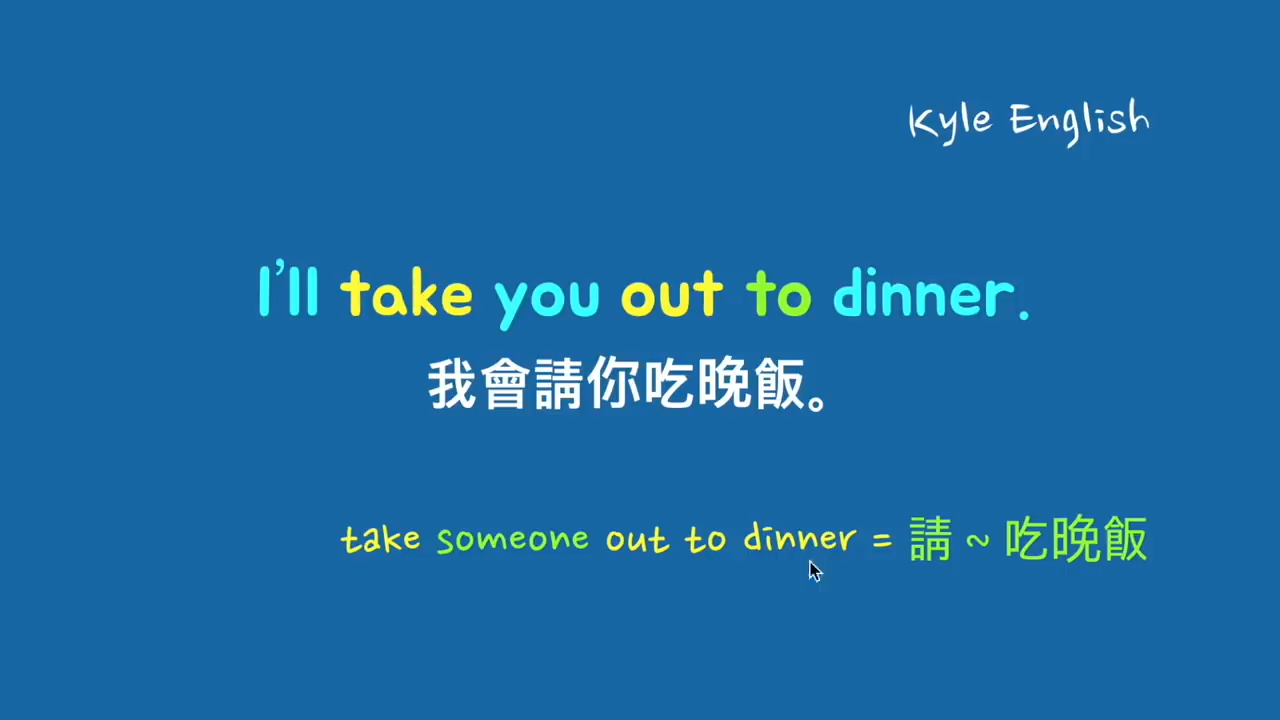 Kyle English
I'll take you out to dinner.
我會請你吃晚飯。
take someone out to dinner = 請 ~ 吃晚飯